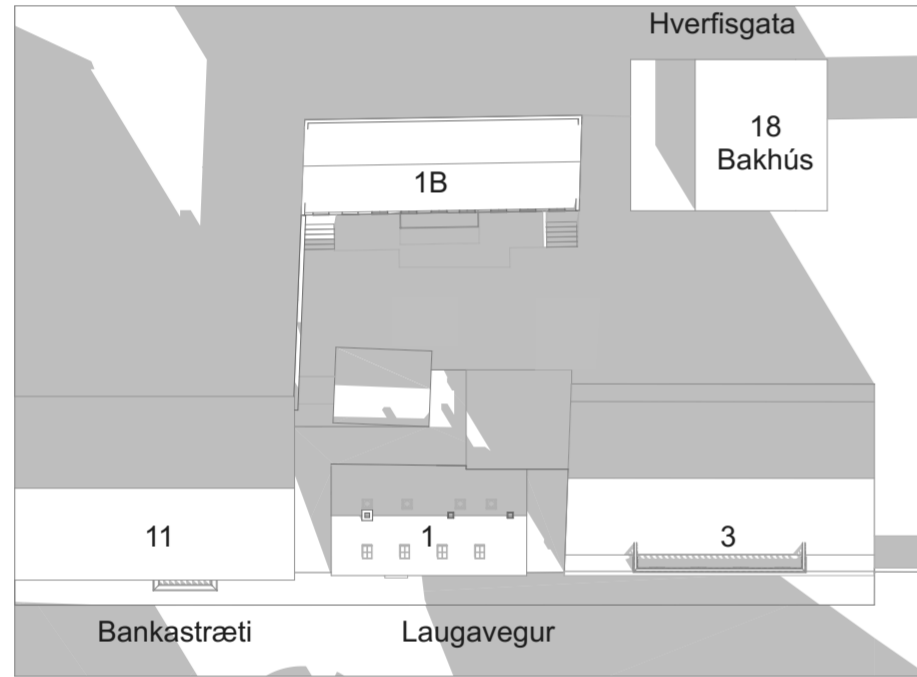 Hverfisgata
18
Bakhús
1B
11
1
3
Bankastræti
Laugavegur